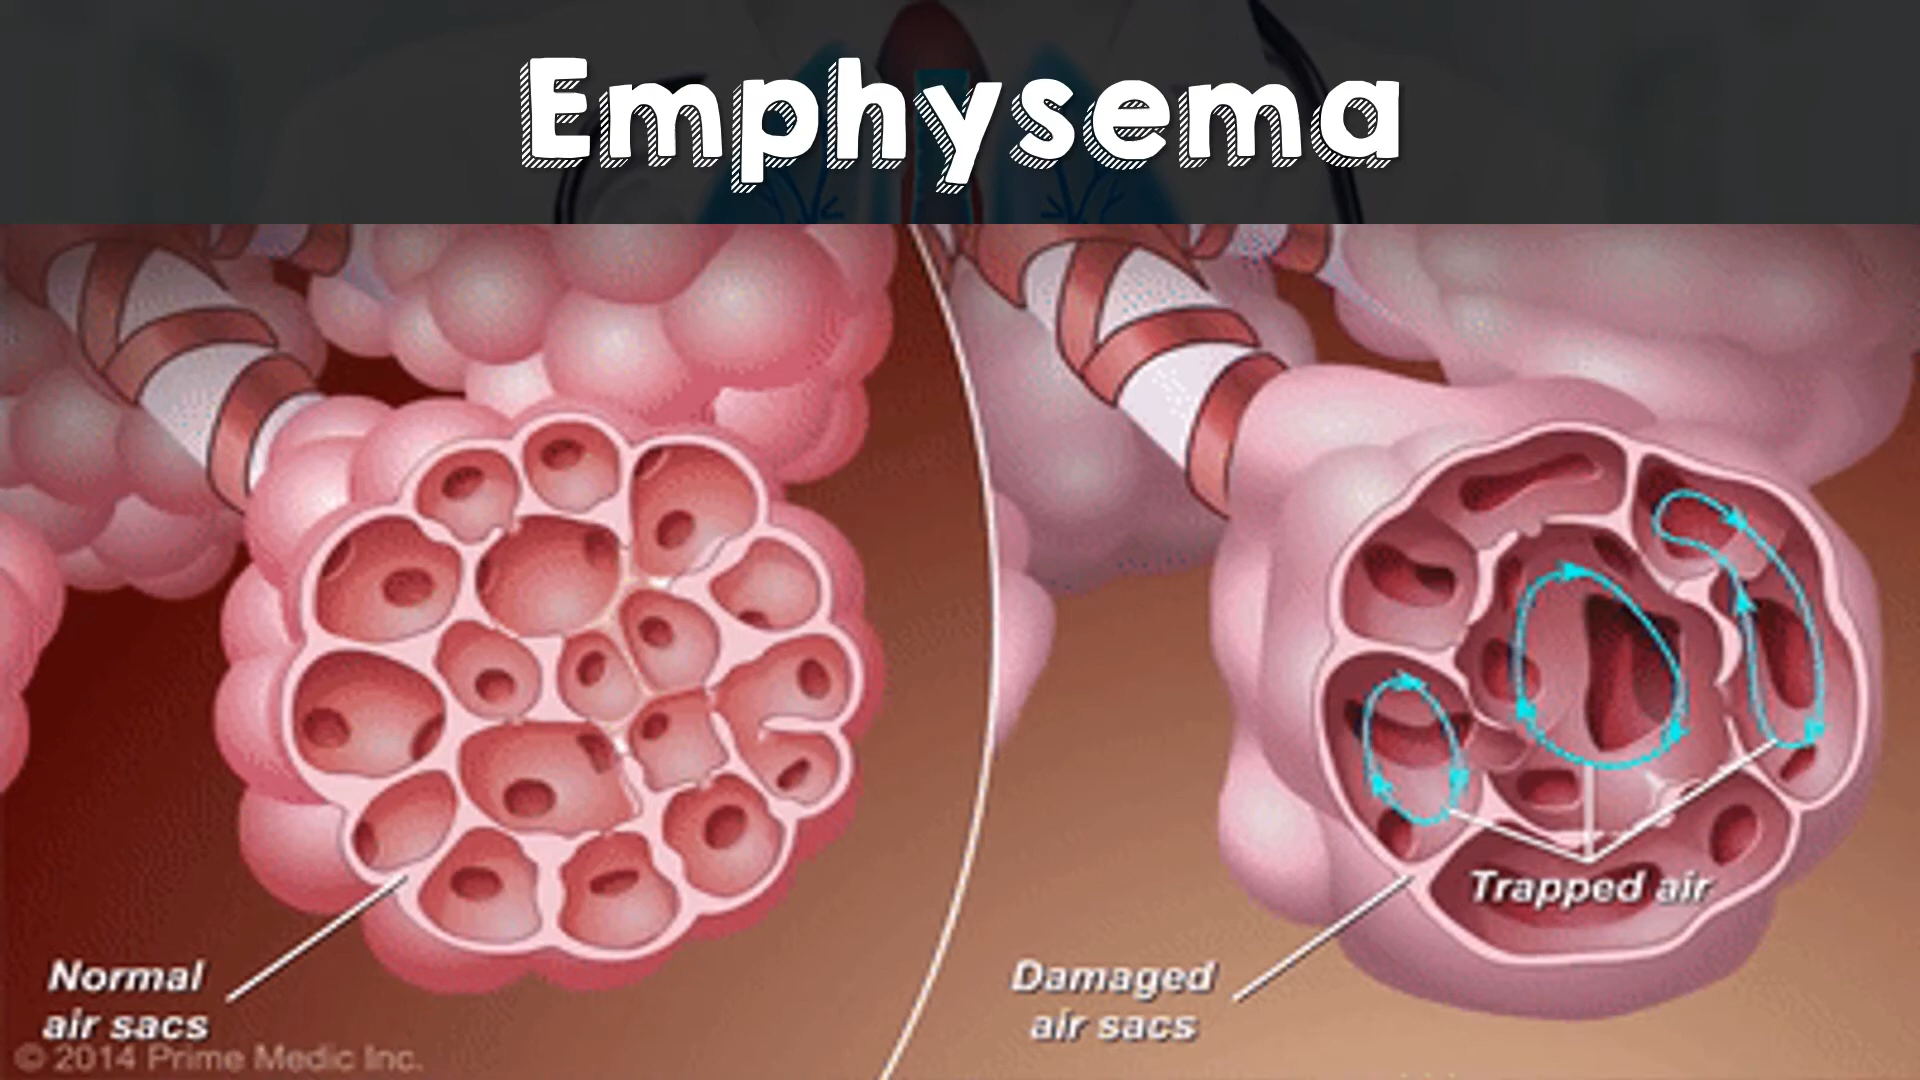 Emphysema
Trapped air
Normal
air sacs
Damaged
air sacs
© 2014 Prime Medic Inc.